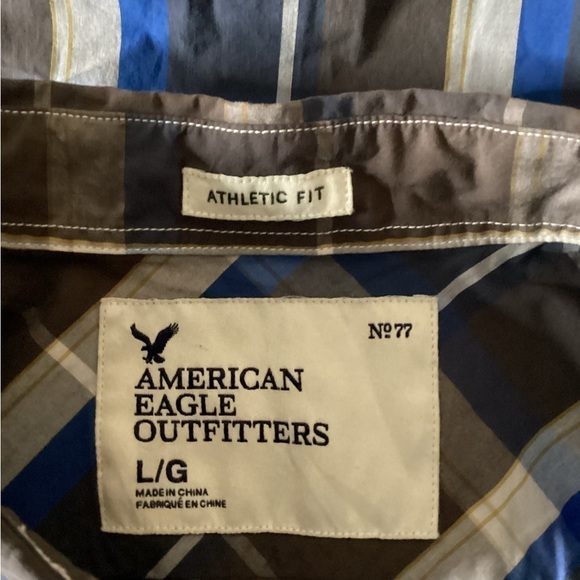 ATHLETIC FIT
Nº77
AMERICAN
EAGLE
OUTFITTERS
L/G
MADE IN CHINA
FABRIQUÉ EN CHINE